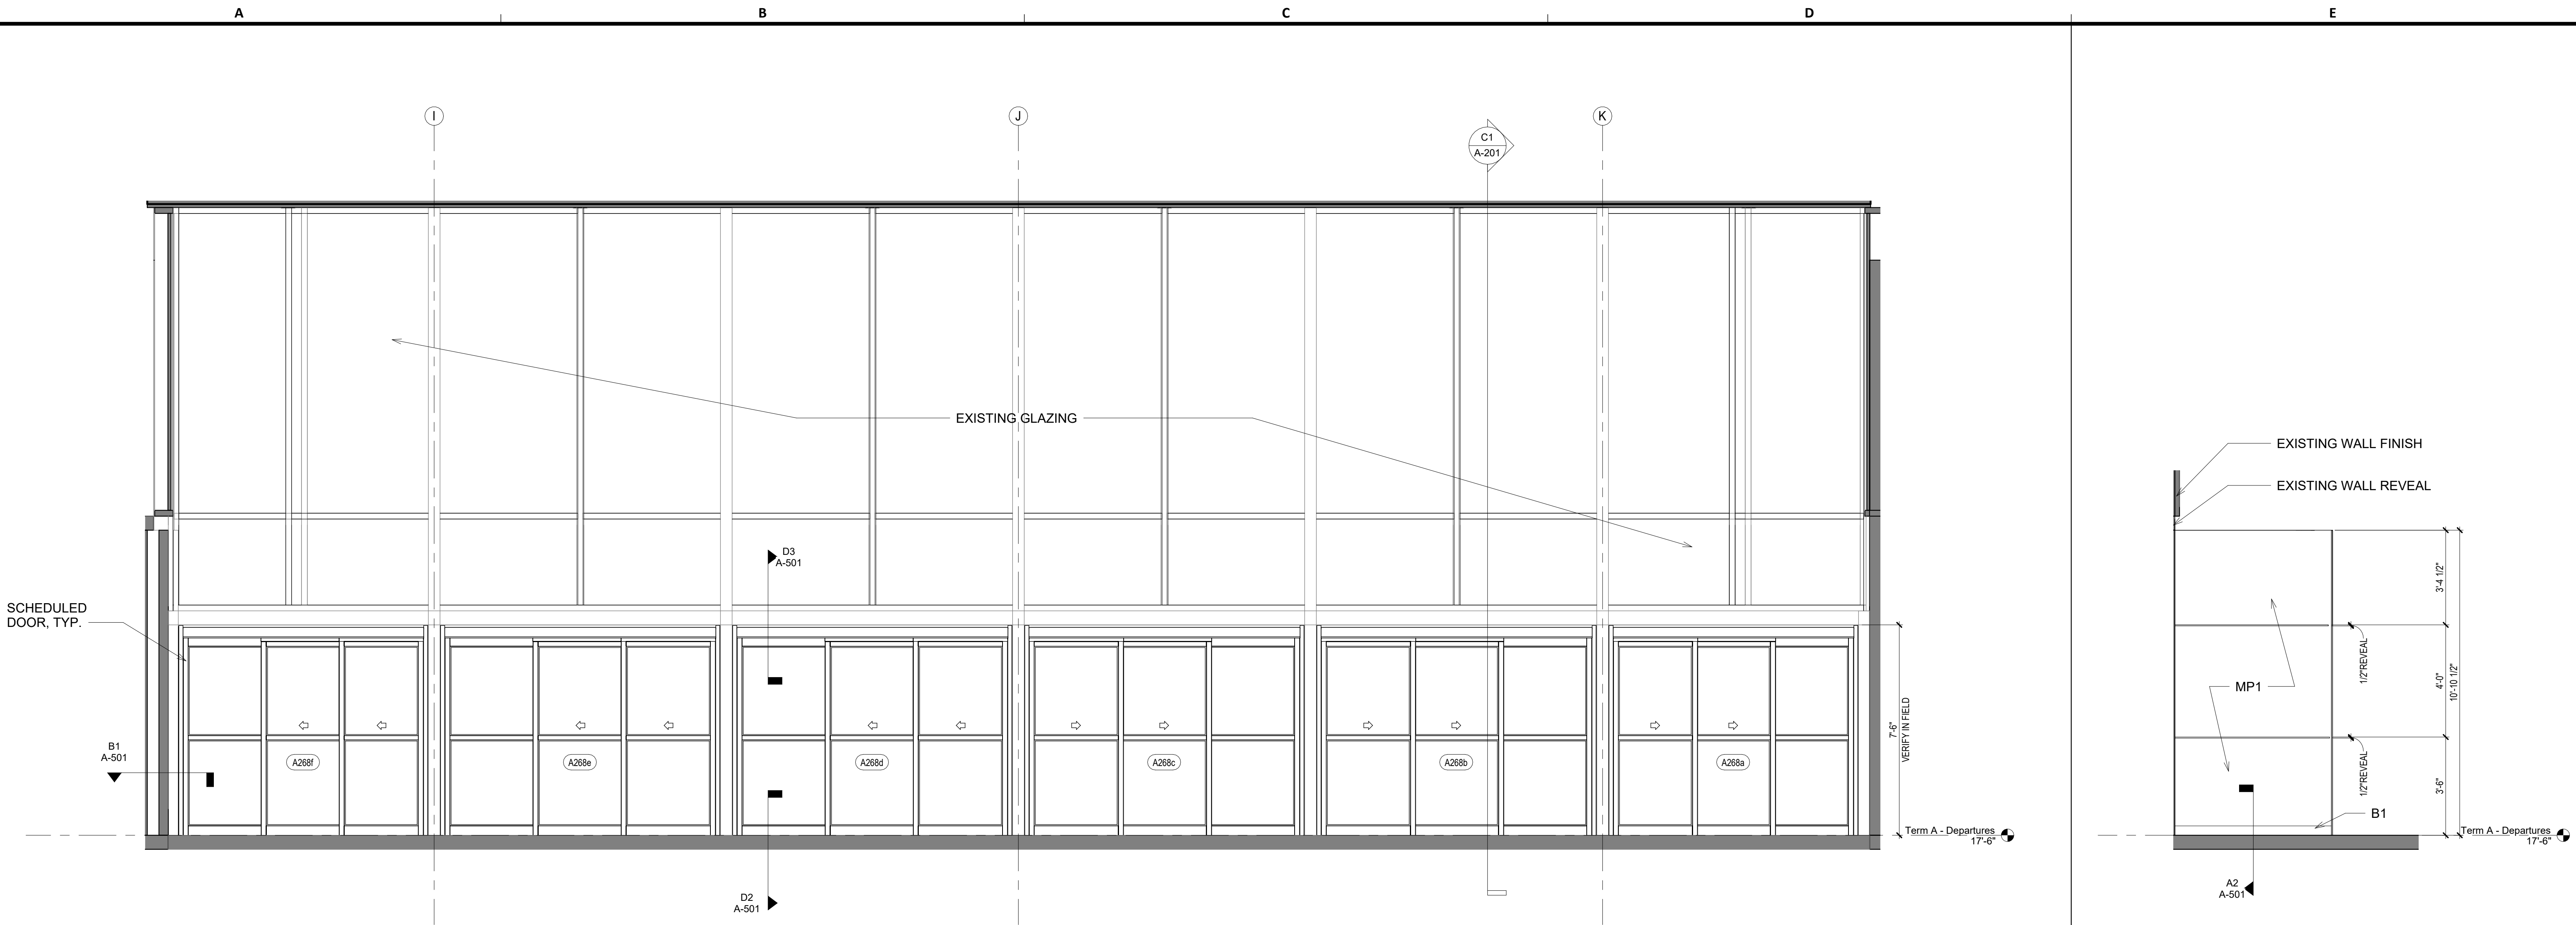 A
B
C
D
E
I
J
K
C1
A-201
EXISTING GLAZING
EXISTING WALL FINISH
EXISTING WALL REVEAL
D3
A-501
SCHEDULED
DOOR, TYP.
3'-4 1/2"
1/2"REVEAL
4'-0"
10'-10 1/2"
MP1
7'-6"
VERIFY IN FIELD
B1
A-501
A268f
A268e
A268d
A268c
A268b
A268a
1/2"REVEAL
3'-6"
B1
Term A - Departures
17'-6"
Term A - Departures
17'-6"
D2
A-501
A2
A-501